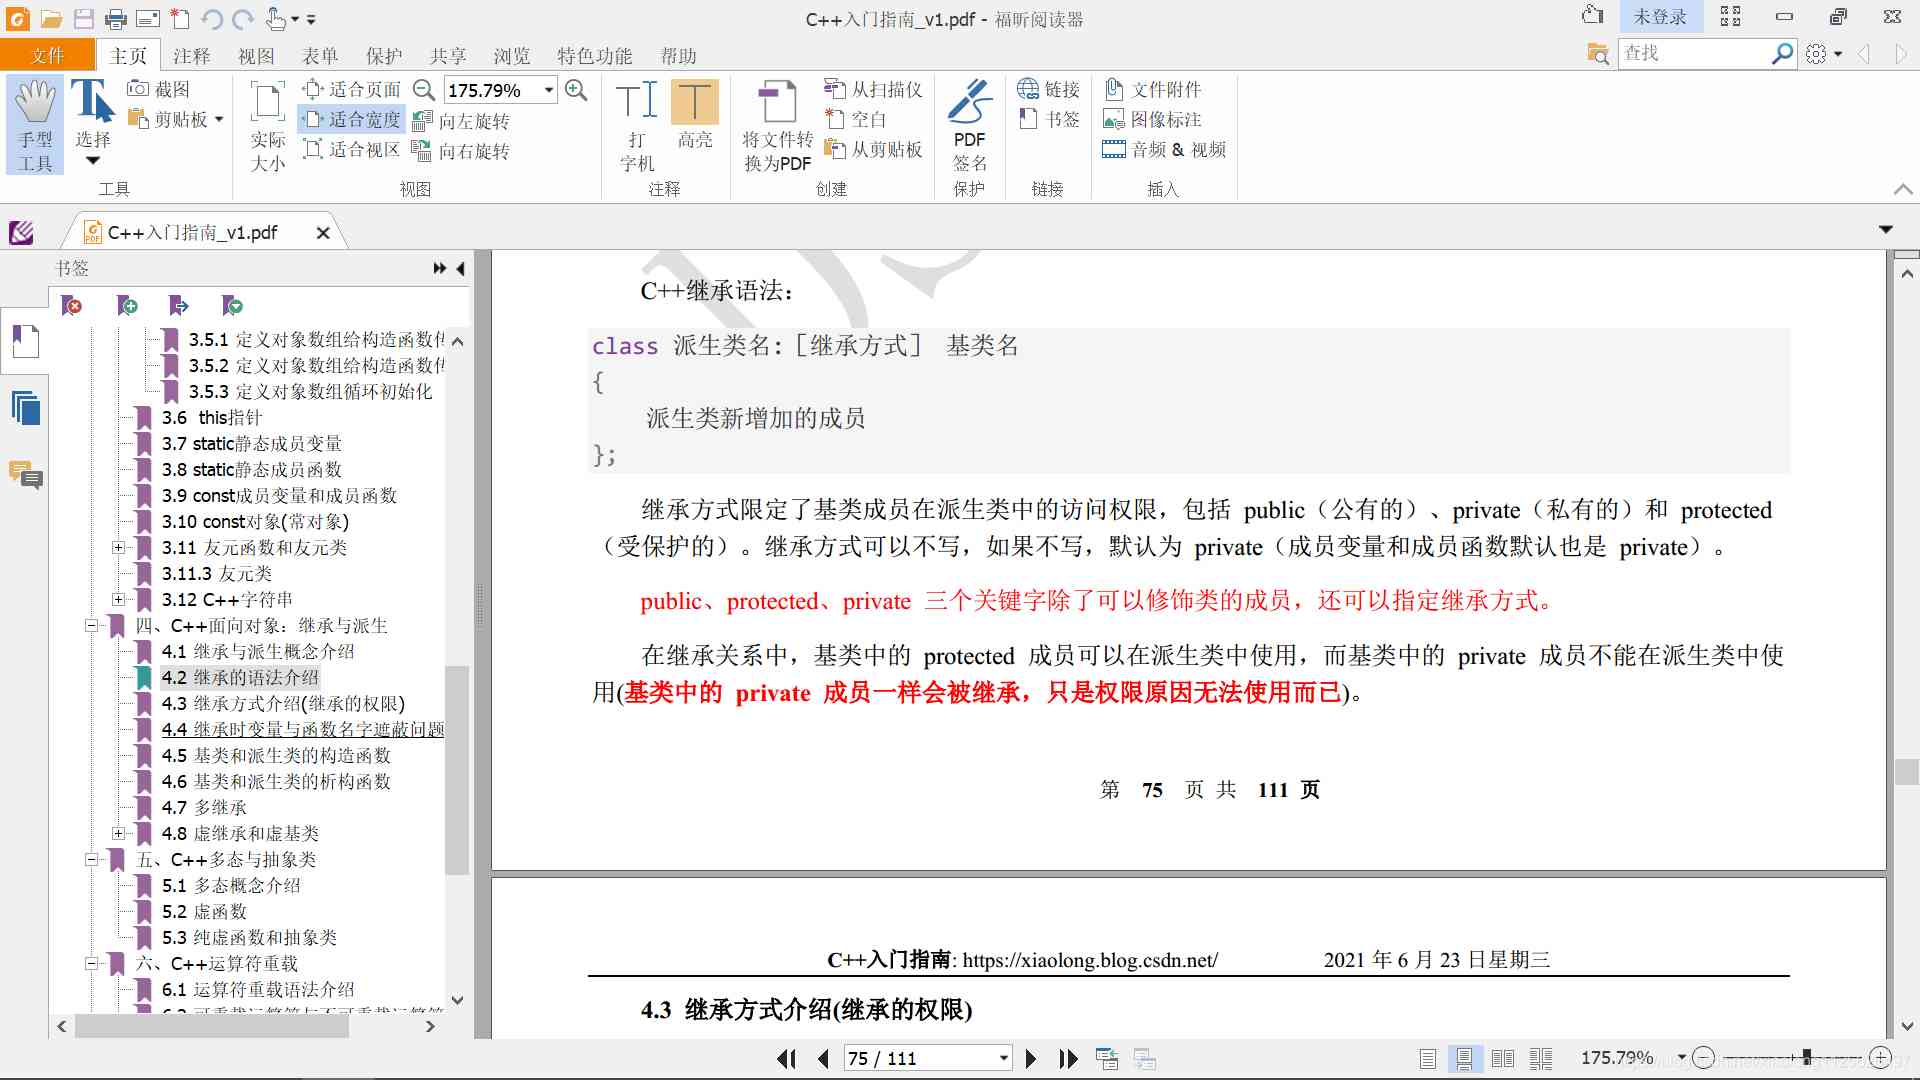 C++入门指南_v1.pdf - 福昕阅读器
未登录
文件 主页 注释 视图 表单 保护 共享 浏览 特色功能 帮助
查找
手型工具
选择
截图
剪贴板
工具
实际大小
适合页面
适合宽度
适合视区
175.79%
向左旋转
向右旋转
视图
打字机
高亮
注释
将文件转换为PDF
从扫描仪
空白
从剪贴板
创建
PDF签名
保护
链接
书签
链接
文件附件
图像标注
音频 & 视频
插入
C++入门指南_v1.pdf
书签
3.5.1 定义对象数组给构造函数传
3.5.2 定义对象数组给构造函数传
3.5.3 定义对象数组循环初始化
3.6 this指针
3.7 static静态成员变量
3.8 static静态成员函数
3.9 const成员变量和成员函数
3.10 const对象(常对象)
3.11 友元函数和友元类
3.11.3 友元类
3.12 C++字符串
四、C++面向对象：继承与派生
4.1 继承与派生概念介绍
4.2 继承的语法介绍
4.3 继承方式介绍(继承的权限)
4.4 继承时变量与函数名字遮蔽问题
4.5 基类和派生类的构造函数
4.6 基类和派生类的析构函数
4.7 多继承
4.8 虚继承和虚基类
五、C++多态与抽象类
5.1 多态概念介绍
5.2 虚函数
5.3 纯虚函数和抽象类
六、C++运算符重载
6.1 运算符重载语法介绍
C++继承语法：
class 派生类名:［继承方式］ 基类名
{
派生类新增加的成员
};
继承方式限定了基类成员在派生类中的访问权限，包括 public（公有的）、private（私有的）和 protected
（受保护的）。继承方式可以不写，如果不写，默认为 private（成员变量和成员函数默认也是 private）。
public、protected、private 三个关键字除了可以修饰类的成员，还可以指定继承方式。
在继承关系中，基类中的 protected 成员可以在派生类中使用，而基类中的 private 成员不能在派生类中使
用(基类中的 private 成员一样会被继承，只是权限原因无法使用而已)。
第 75 页 共 111 页
C++入门指南: https://xiaolong.blog.csdn.net/ 2021 年 6 月 23 日星期三
4.3 继承方式介绍(继承的权限)
75 / 111
175.79%